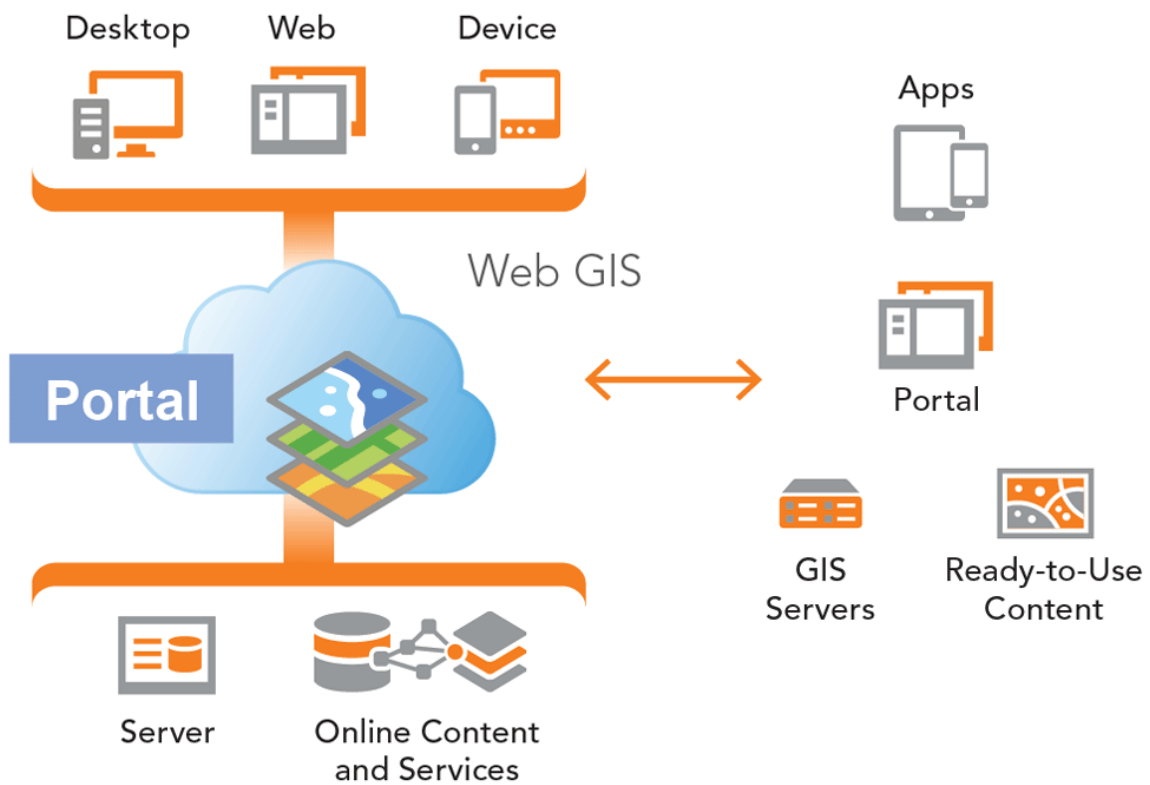 Desktop
Web
Device
Apps
Web GIS
Portal
Portal
GIS
Servers
Ready-to-Use
Content
Server
Online Content
and Services